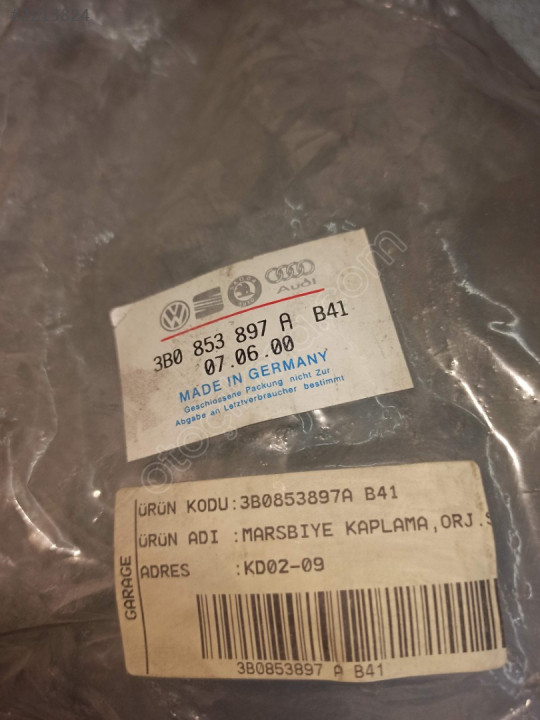 Audi
3B0 853 897 A B41
07.06.00
MADE IN GERMANY
Geschlossene Packung nicht Zur
Abgabe an Letztverbraucher bestimmt
GARAGE
ÜRÜN KODU:3B0853897A B41
ÜRÜN ADI :MARSBIYE KAPLAMA,ORJ.S
ADRES :KD02-09
3B0853897 A B41